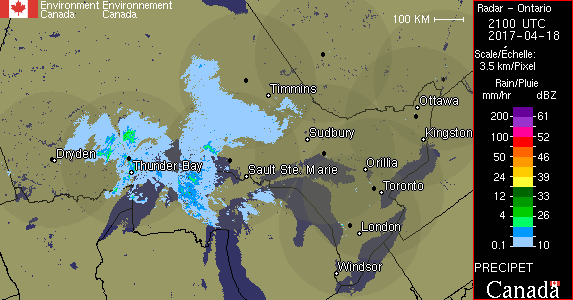 Environment Environnement
Canada Canada
Radar - Ontario
2100 UTC
2017-04-18
100 KM
Scale/Échelle:
3.5 km/Pixel
Rain/Pluie
mm/hr dBZ
200 61
100 52
50 46
24 39
12 33
4 26
0.1 10
PRECIPET
Canada
Timmins
Ottawa
Sudbury
Kingston
Dryden
Thunder Bay
Sault Ste. Marie
Orillia
Toronto
London
Windsor